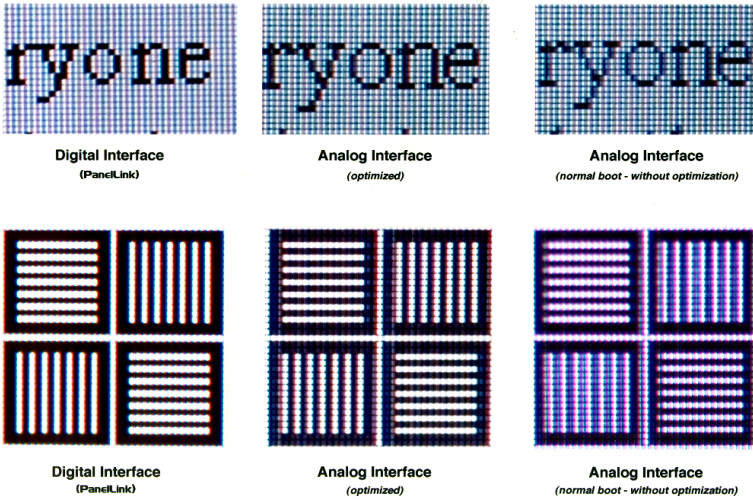 ryone ryone ryone
Digital Interface Analog Interface Analog Interface
(PanelLink) (optimized) (normal boot - without optimization)
Digital Interface Analog Interface Analog Interface
(PanelLink) (optimized) (normal boot - without optimization)